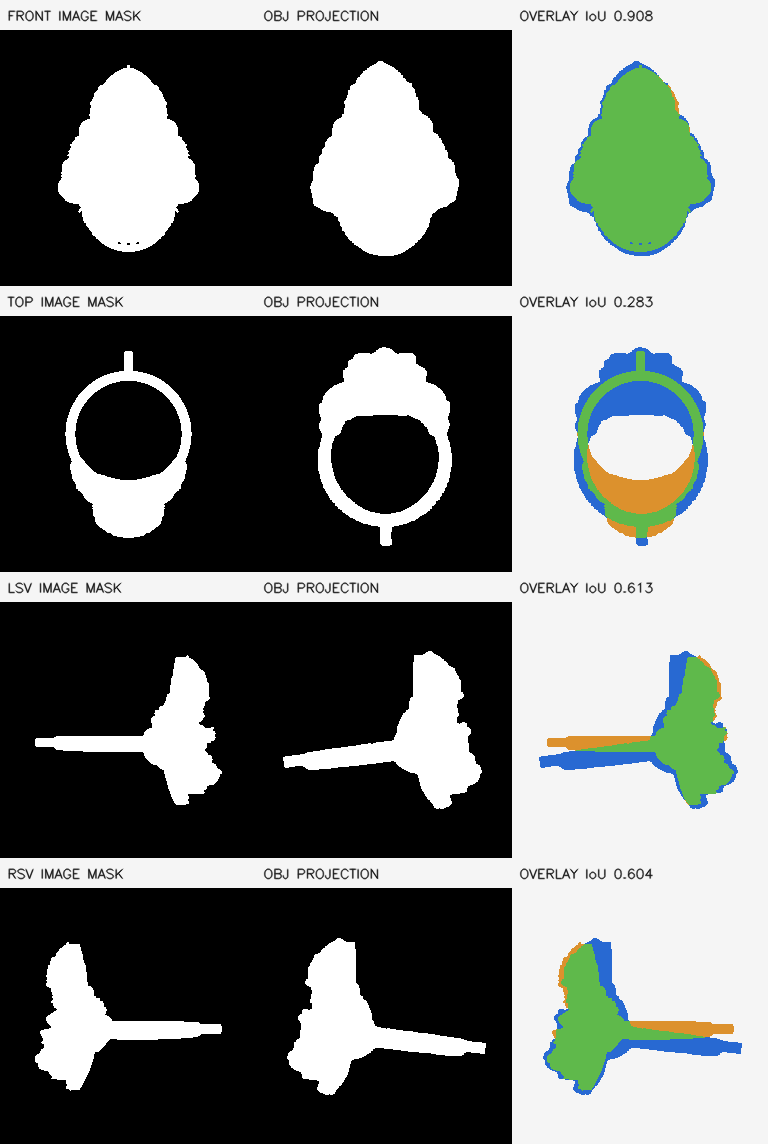 FRONT IMAGE MASK OBJ PROJECTION OVERLAY IoU 0.908
TOP IMAGE MASK OBJ PROJECTION OVERLAY IoU 0.283
LSV IMAGE MASK OBJ PROJECTION OVERLAY IoU 0.613
RSV IMAGE MASK OBJ PROJECTION OVERLAY IoU 0.604